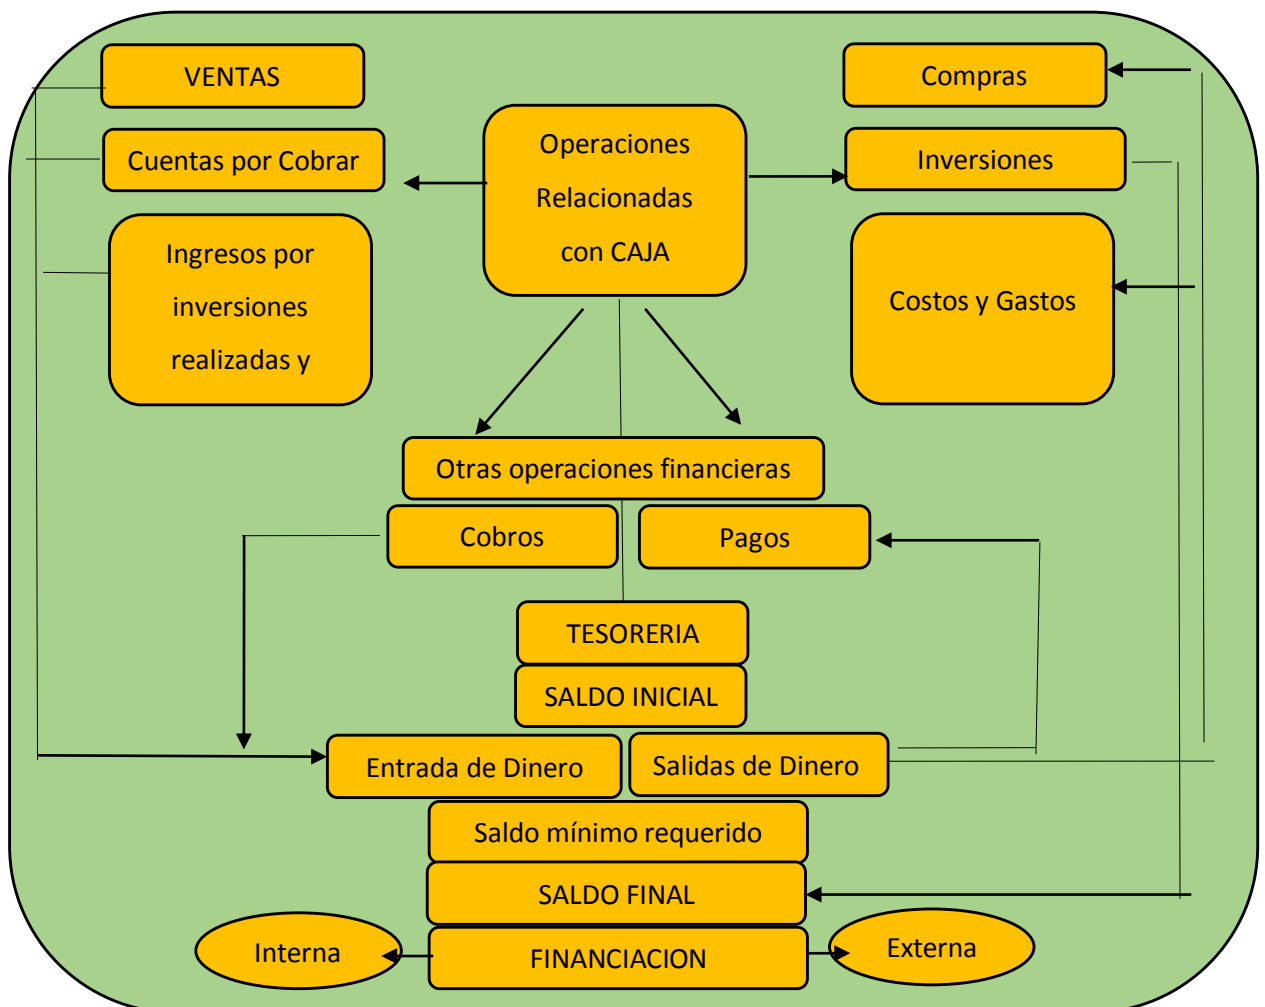 VENTAS
Compras
Operaciones
Relacionadas
con CAJA
Cuentas por Cobrar
Inversiones
Ingresos por
inversiones
realizadas y
Costos y Gastos
Otras operaciones financieras
Cobros
Pagos
TESORERIA
SALDO INICIAL
Entrada de Dinero
Salidas de Dinero
Saldo mínimo requerido
SALDO FINAL
Interna
FINANCIACION
Externa